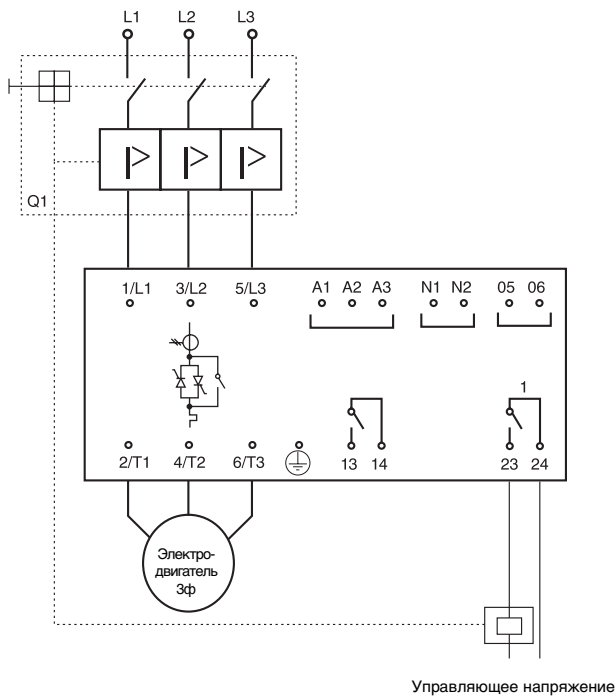 L1 L2 L3
Q1
1/L1 3/L2 5/L3 A1 A2 A3 N1 N2 05 06
1
2/T1 4/T2 6/T3 13 14 23 24
Электро-
двигатель
3ф
Управляющее напряжение